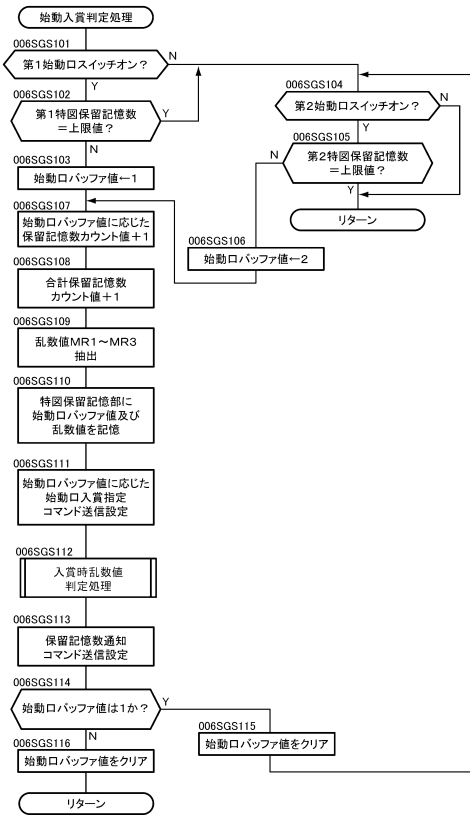 始動入賞判定処理
006SGS101
第1始動口スイッチオン？
N
Y
006SGS102
第1特図保留記憶数
＝上限値？
Y
N
006SGS103
始動口バッファ値←1
006SGS104
第2始動口スイッチオン？
N
Y
006SGS105
第2特図保留記憶数
＝上限値？
N
Y
リターン
006SGS106
始動口バッファ値←2
006SGS107
始動口バッファ値に応じた
保留記憶数カウント値＋1
006SGS108
合計保留記憶数
カウント値＋1
006SGS109
乱数値MR1～MR3
抽出
006SGS110
特図保留記憶部に
始動口バッファ値及び
乱数値を記憶
006SGS111
始動口バッファ値に応じた
始動口入賞指定
コマンド送信設定
006SGS112
入賞時乱数値
判定処理
006SGS113
保留記憶数通知
コマンド送信設定
006SGS114
始動口バッファ値は1か？
Y
N
006SGS115
始動口バッファ値をクリア
006SGS116
始動口バッファ値をクリア
リターン